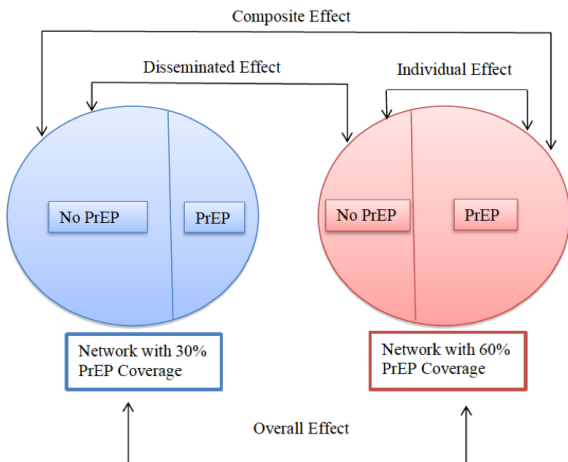 Composite Effect
Disseminated Effect
Individual Effect
No PrEP
PrEP
No PrEP
PrEP
Network with 30%
PrEP Coverage
Network with 60%
PrEP Coverage
Overall Effect